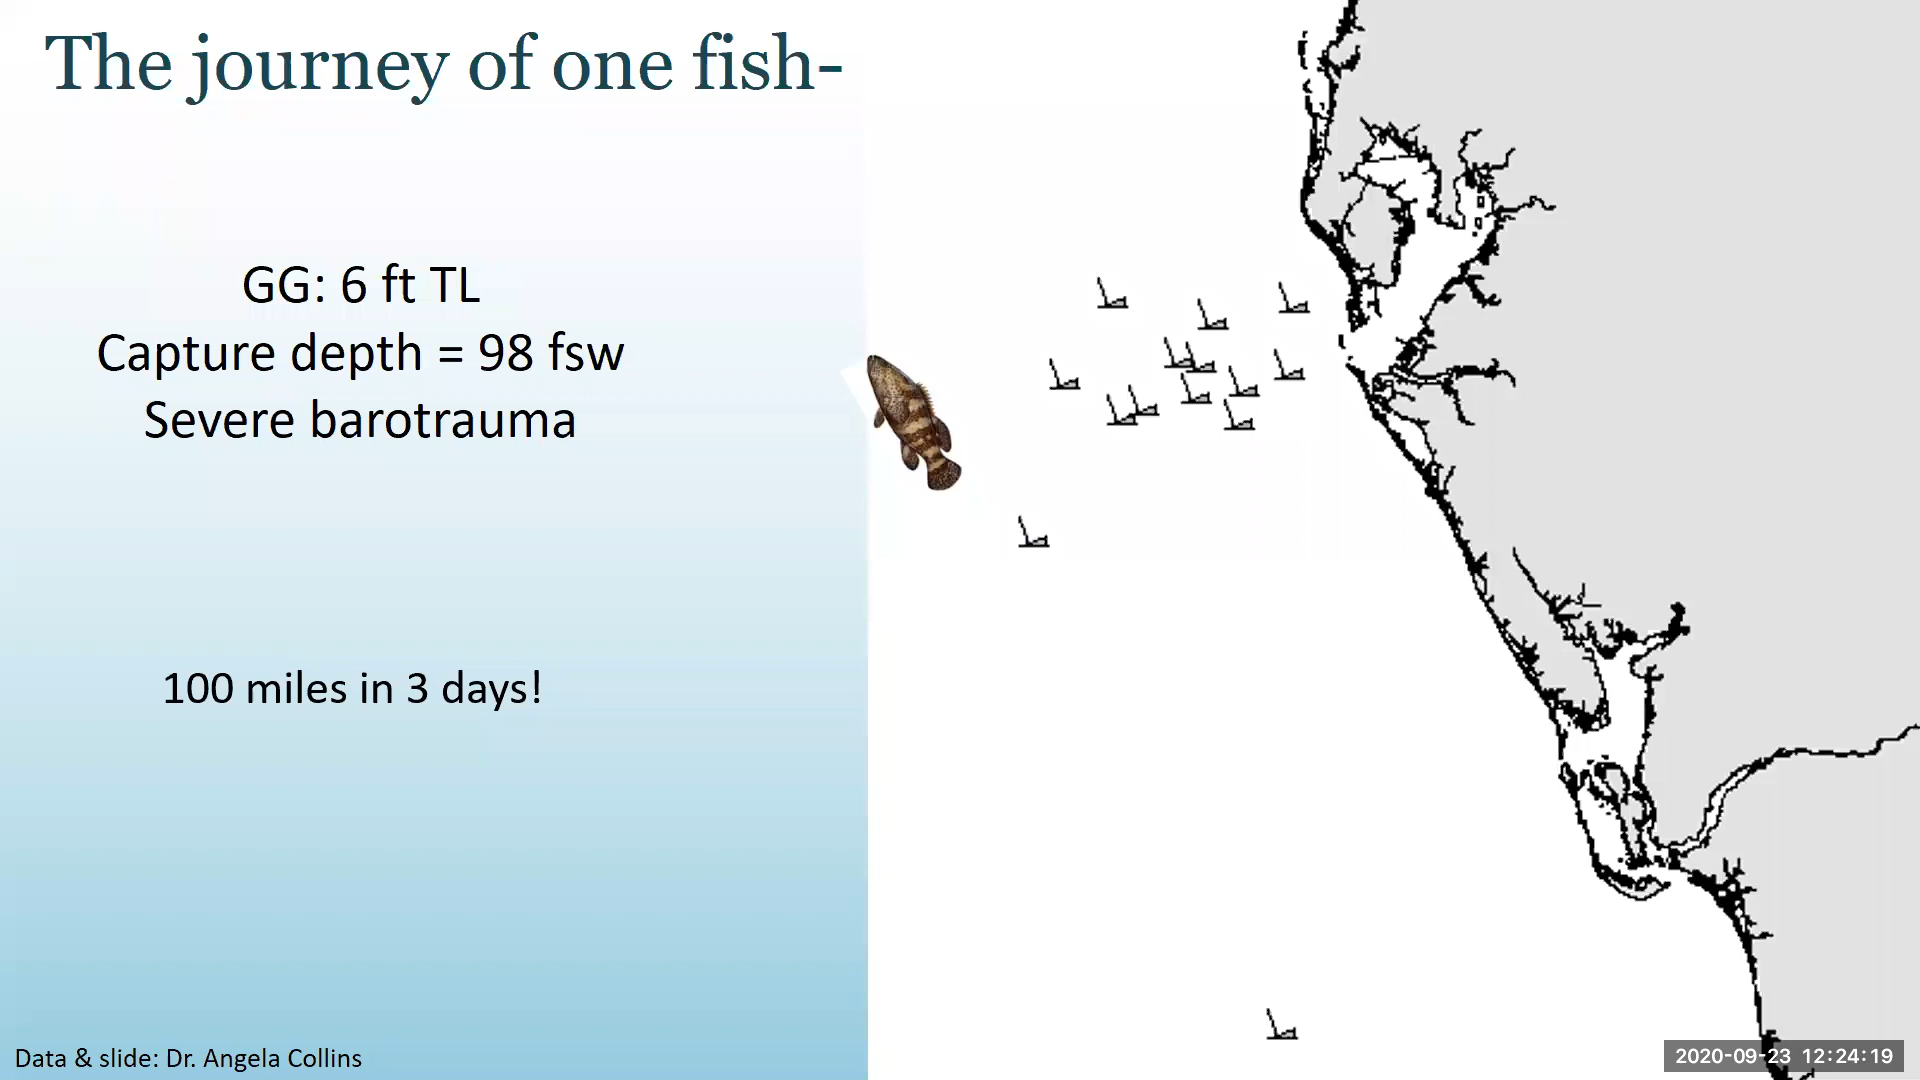 The journey of one fish-
GG: 6 ft TL
Capture depth = 98 fsw
Severe barotrauma
100 miles in 3 days!
Data & slide: Dr. Angela Collins
2020-09-23 12:24:19